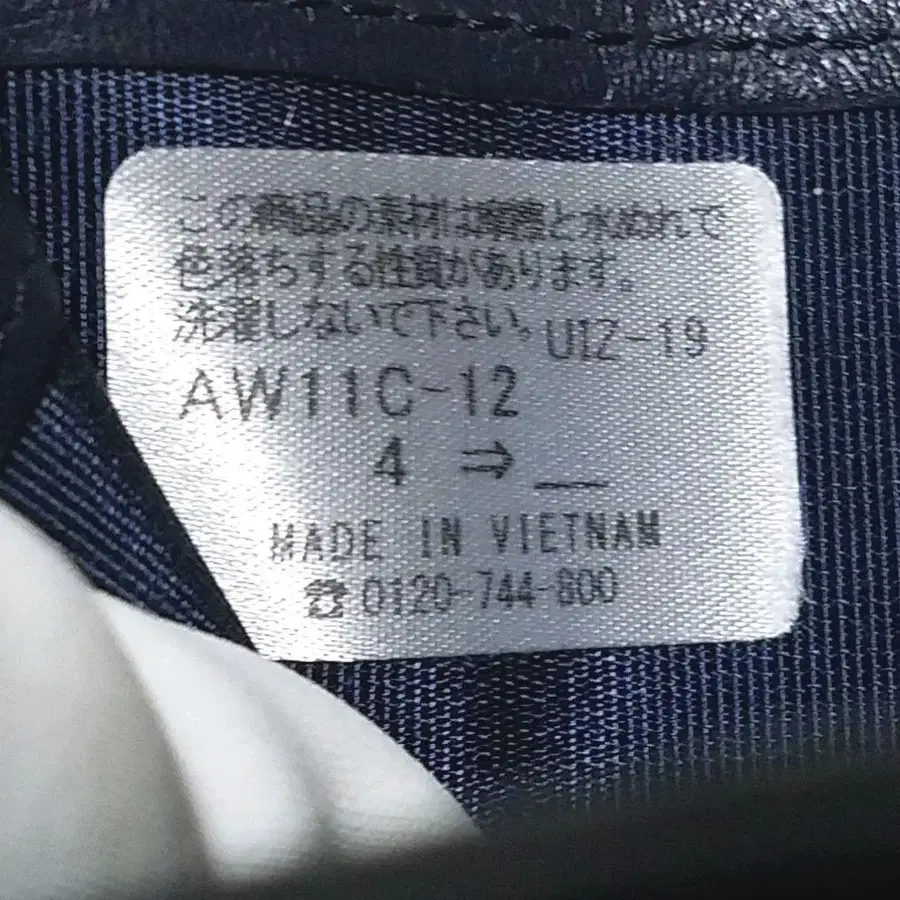 この商品の素材は摩擦と水ぬれで
色落ちする性質があります。
洗濯しないで下さい。 UIZ-19
AW11C-12
4 ⇒ __
MADE IN VIETNAM
☎0120-744-800